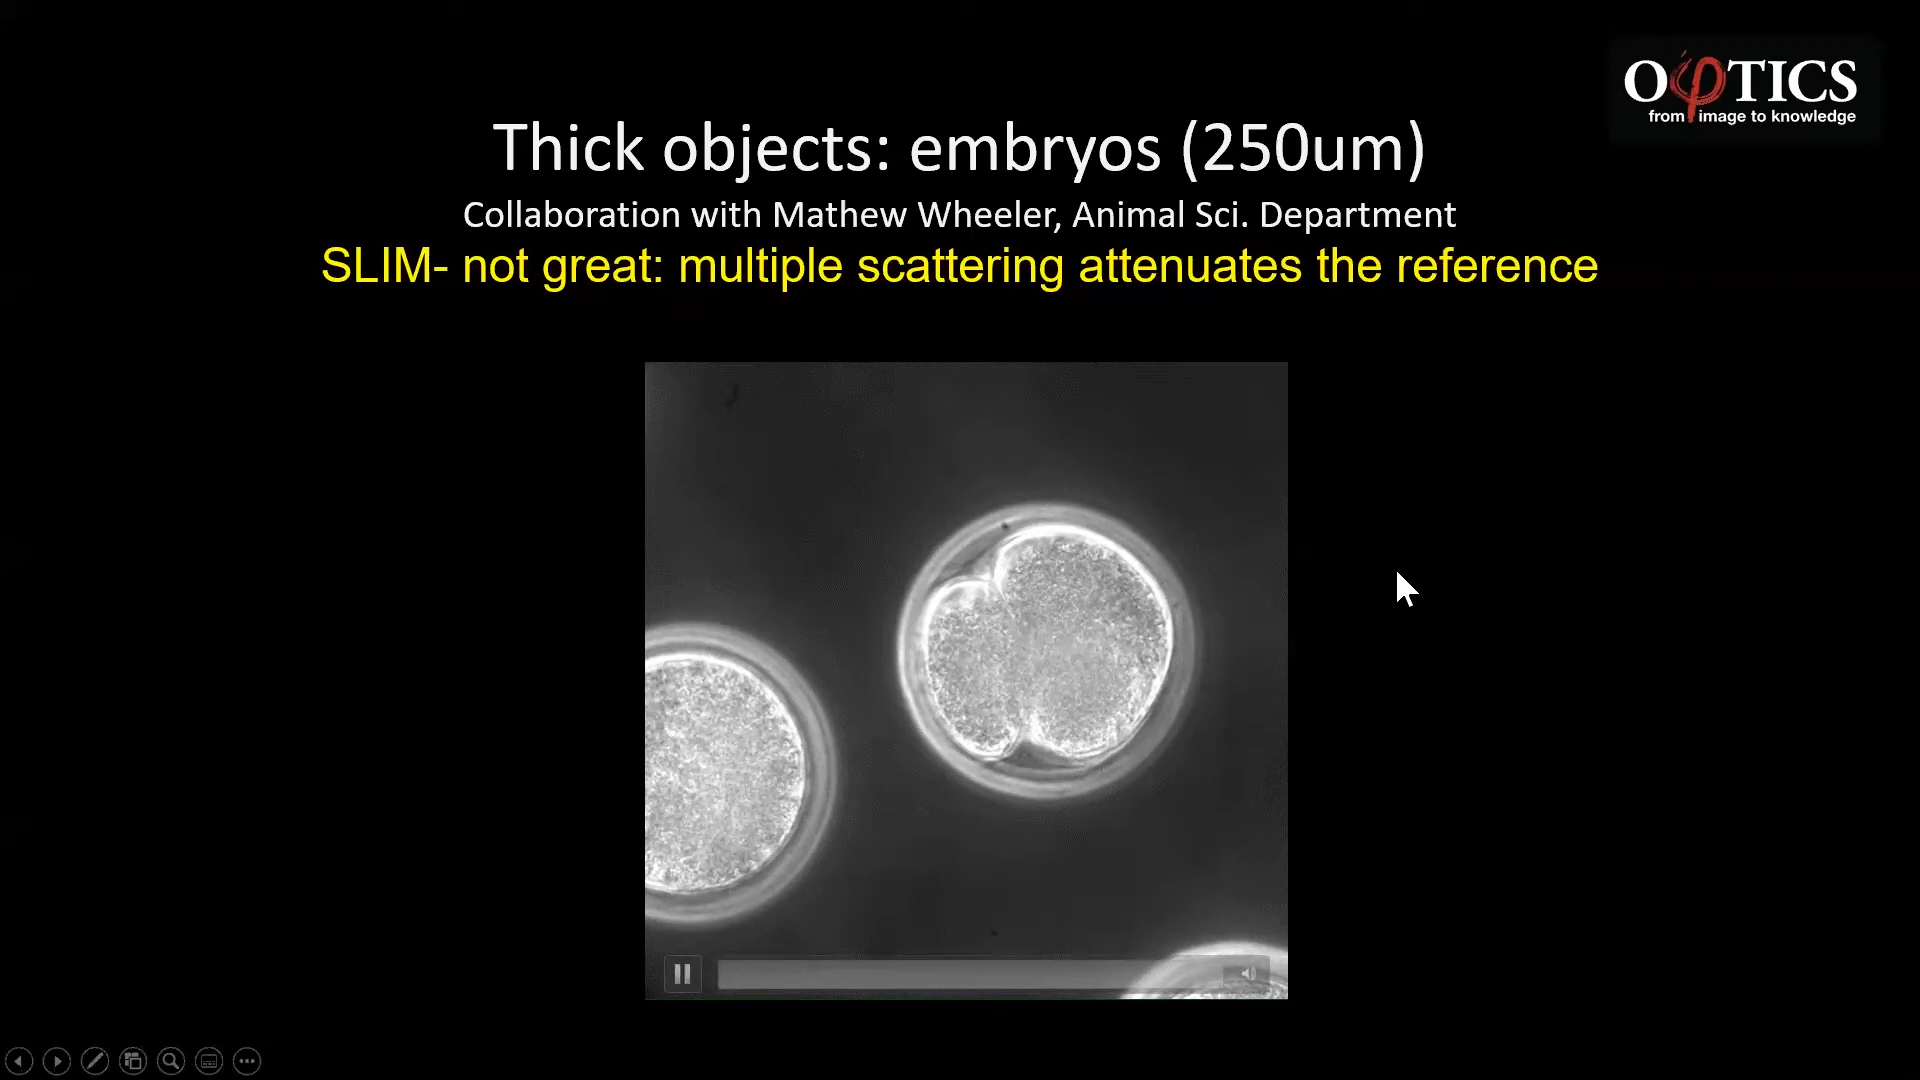 OφTICS
from image to knowledge
Thick objects: embryos (250um)
Collaboration with Mathew Wheeler, Animal Sci. Department
SLIM- not great: multiple scattering attenuates the reference